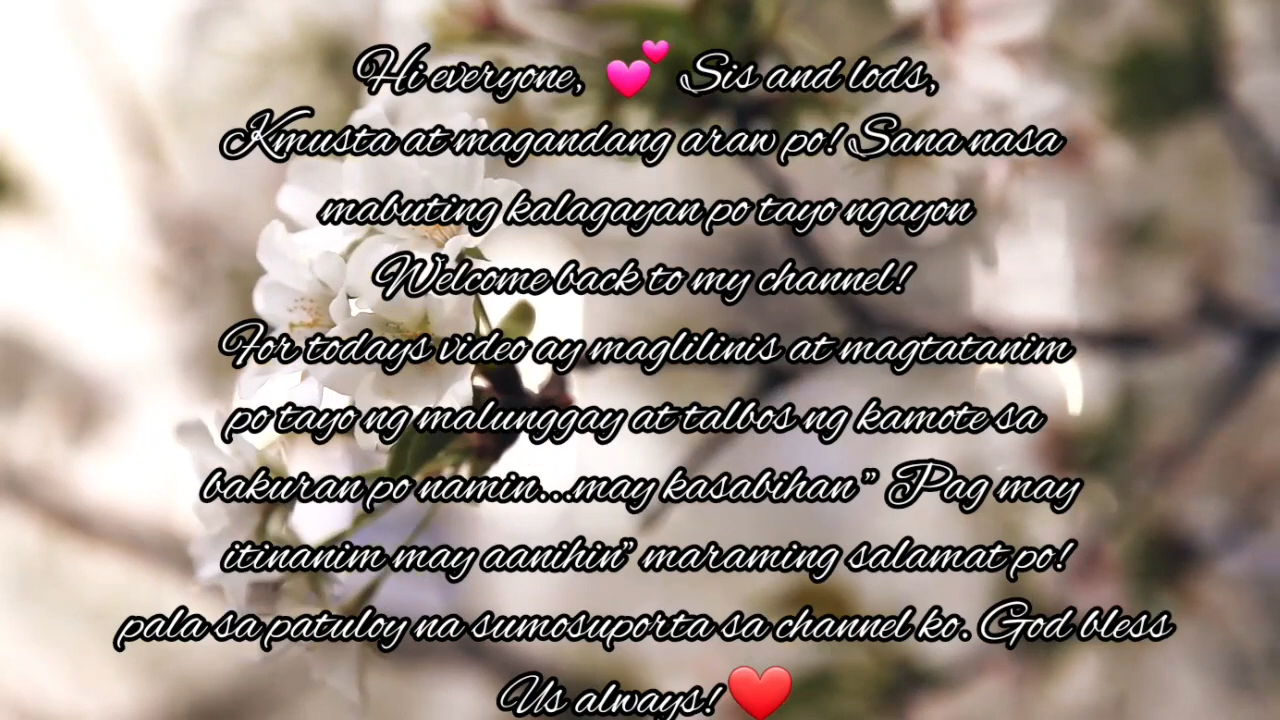 Hi everyone, 💕 Sis and lods,
Kmusta at magandang araw po! Sana nasa
mabuting kalagayan po tayo ngayon
Welcome back to my channel!
For todays video ay maglilinis at magtatanim
po tayo ng malunggay at talbos ng kamote sa
bakuran po namin...may kasabihan" Pag may
itinanim may aanihin" maraming salamat po!
pala sa patuloy na sumosuporta sa channel ko. God bless
Us always! ❤️